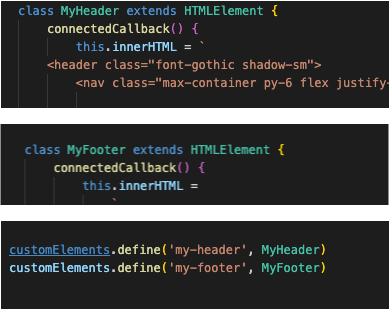 class MyHeader extends HTMLElement {
connectedCallback() {
this.innerHTML = `
<header class="font-gothic shadow-sm">
<nav class="max-container py-6 flex justify-
class MyFooter extends HTMLElement {
connectedCallback() {
this.innerHTML =
`
customElements.define('my-header', MyHeader)
customElements.define('my-footer', MyFooter)